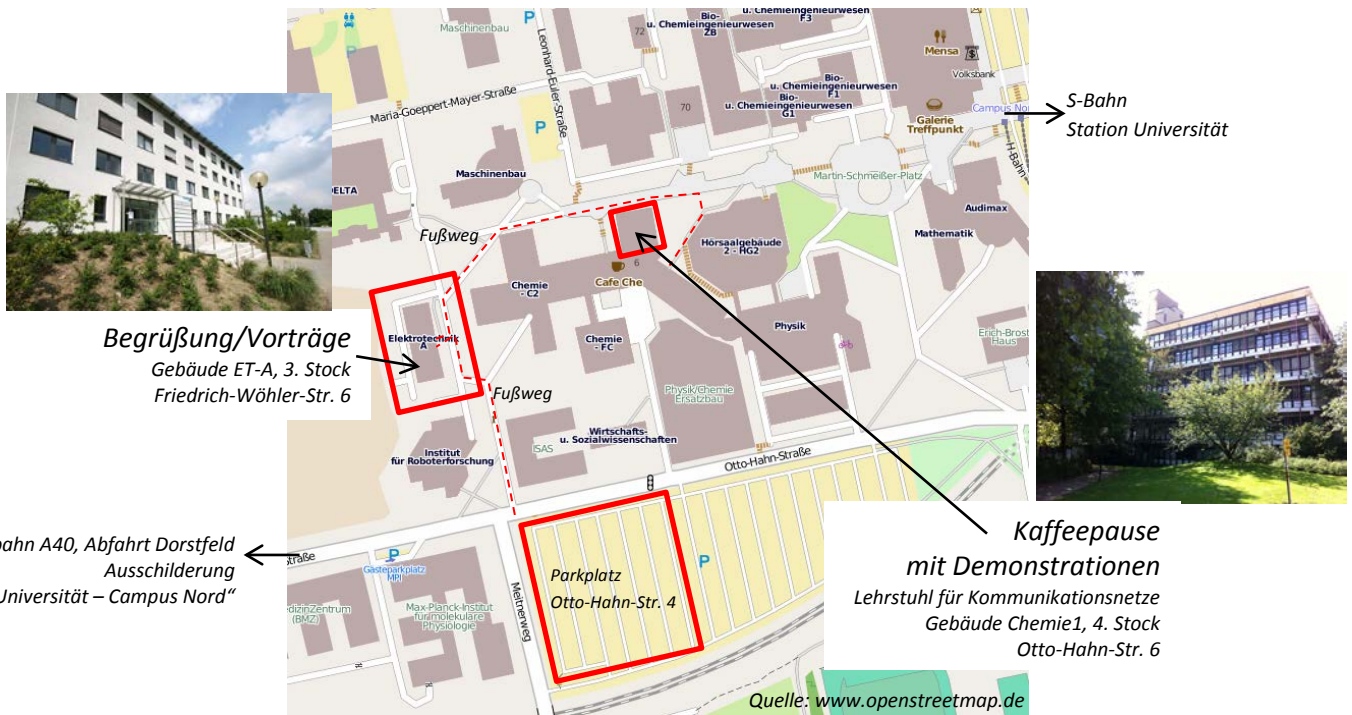 Maschinenbau
P
P
72
Bio-
u. Chemieingenieurwesen
ZB
u. Chemieingenieurwesen
F3
Mensa
Volksbank
Leonhard-Euler-Straße
Maria-Goeppert-Mayer-Straße
P
70
Bio-
u. Chemieingenieurwesen
F1
Bio-
u. Chemieingenieurwesen
G1
Galerie
Treffpunkt
Campus Nor
H-Bahn
S-Bahn
Station Universität
Maschinenbau
DELTA
Martin-Schmeißer-Platz
Audimax
Mathematik
Fußweg
Hörsaalgebäude
2 - HG2
6
Cafe Che
Chemie
- C2
Elektrotechnik
A
Chemie
- FC
Physik
Erich-Brost
Haus
Begrüßung/Vorträge
Gebäude ET-A, 3. Stock
Friedrich-Wöhler-Str. 6
Fußweg
Physik/Chemie
Ersatzbau
Wirtschafts-
u. Sozialwissenschaften
ISAS
Institut
für Roboterforschung
Otto-Hahn-Straße
bahn A40, Abfahrt Dorstfeld
Ausschilderung
Universität – Campus Nord“
straße
P
Gästeparkplatz
MPI
Meitnerweg
Parkplatz
Otto-Hahn-Str. 4
P
edizinZentrum
(BMZ)
Max-Planck-Institut
für molekulare
Physiologie
Kaffeepause
mit Demonstrationen
Lehrstuhl für Kommunikationsnetze
Gebäude Chemie1, 4. Stock
Otto-Hahn-Str. 6
Quelle: www.openstreetmap.de